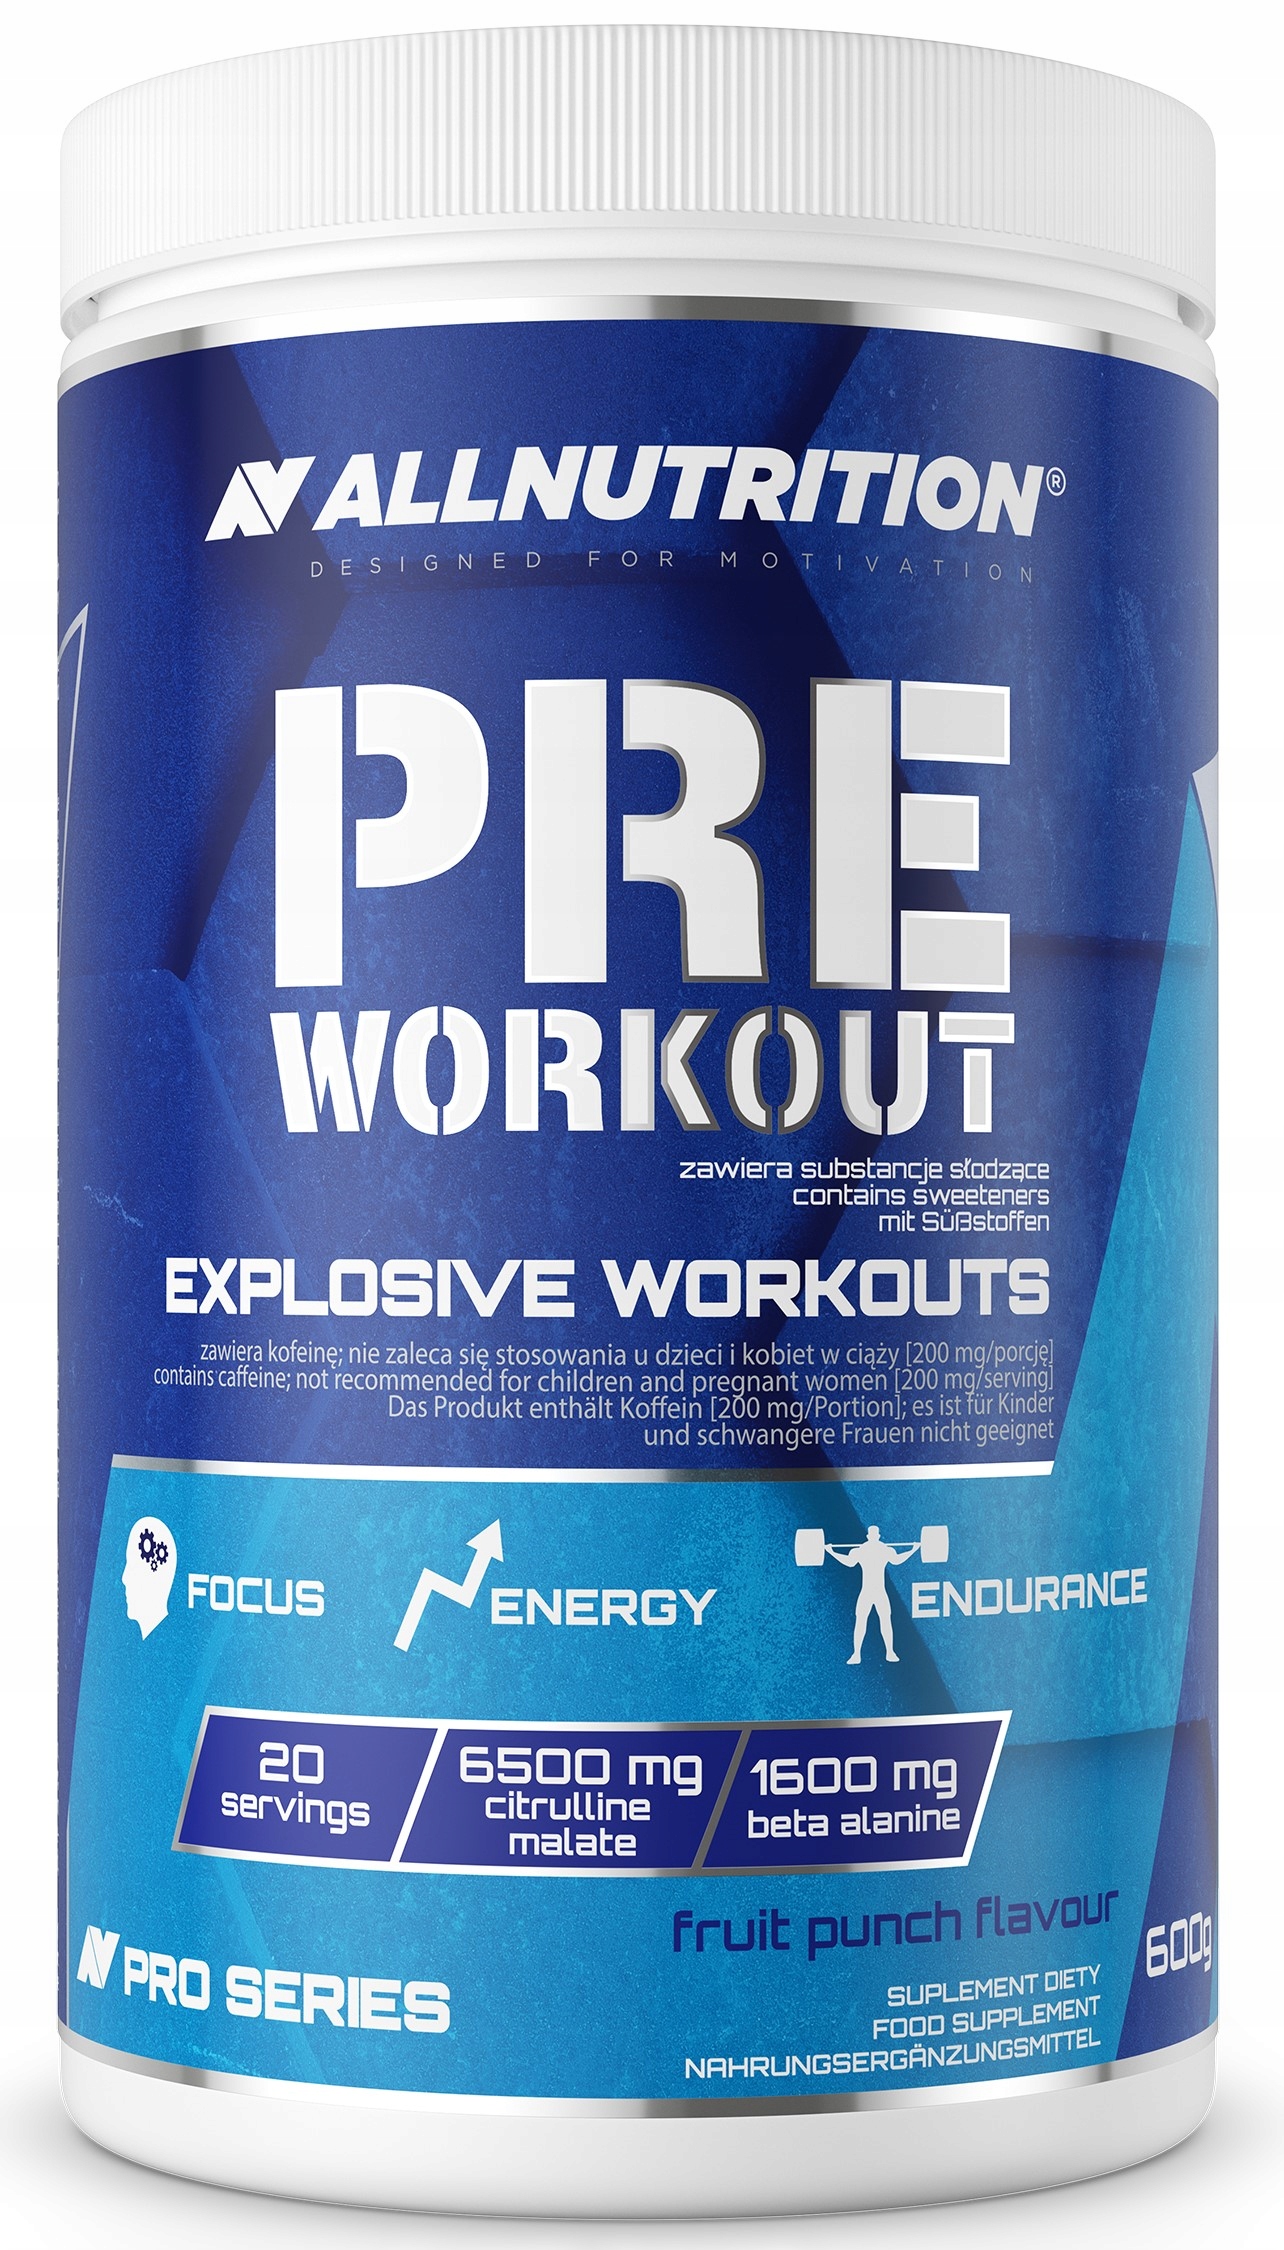 ALLNUTRITION®
DESIGNED FOR MOTIVATION
PRE
WORKOUT
zawiera substancje słodzące
contains sweeteners
mit Süßstoffen
EXPLOSIVE WORKOUTS
zawiera kofeinę; nie zaleca się stosowania u dzieci i kobiet w ciąży [200 mg/porcję]
contains caffeine; not recommended for children and pregnant women [200 mg/serving]
Das Produkt enthält Koffein [200 mg/Portion]; es ist für Kinder
und schwangere Frauen nicht geeignet
FOCUS
ENERGY
ENDURANCE
20
servings
6500 mg
citrulline
malate
1600 mg
beta alanine
fruit punch flavour
600g
PRO SERIES
SUPLEMENT DIETY
FOOD SUPPLEMENT
NAHRUNGSERGÄNZUNGSMITTEL